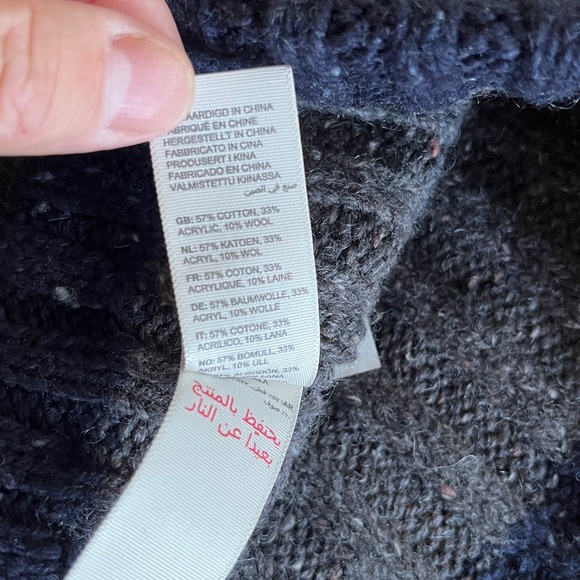 AARDIGD IN CHINA
FABRIQUÉ EN CHINE
HERGESTELLT IN CHINA
FABBRICATO IN CINA
PRODUSERT I KINA
FABRICADO EN CHINA
VALMISTETTU KIINASSA
صنع في الصين
GB: 57% COTTON, 33%
ACRYLIC, 10% WOOL
NL: 57% KATOEN, 33%
ACRYL, 10% WOL
FR: 57% COTON, 33%
ACRYLIQUE, 10% LAINE
DE: 57% BAUMWOLLE, 33%
ACRYL, 10% WOLLE
IT: 57% COTONE, 33%
ACRILICO, 10% LANA
NO: 57% BOMULL, 33%
ACRYL, 10% ULL
ALGODÓN, 33%
يحتفظ بالمنتج
بعيدا عن النار